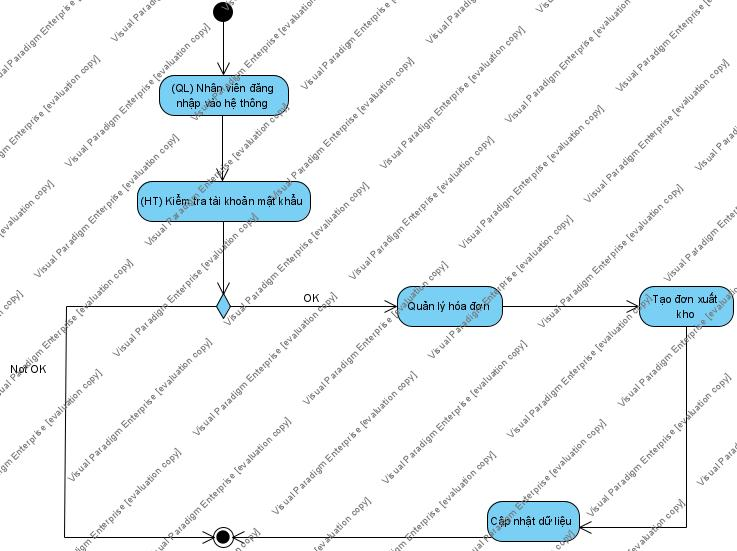 (QL) Nhân viên đăng
nhập vào hệ thông
(HT) Kiểm tra tài khoản mật khẩu
OK
Quản lý hóa đơn
Tạo đơn xuất
kho
Not OK
Cập nhật dữ liệu
Visual Paradigm Enterprise [evaluation copy]